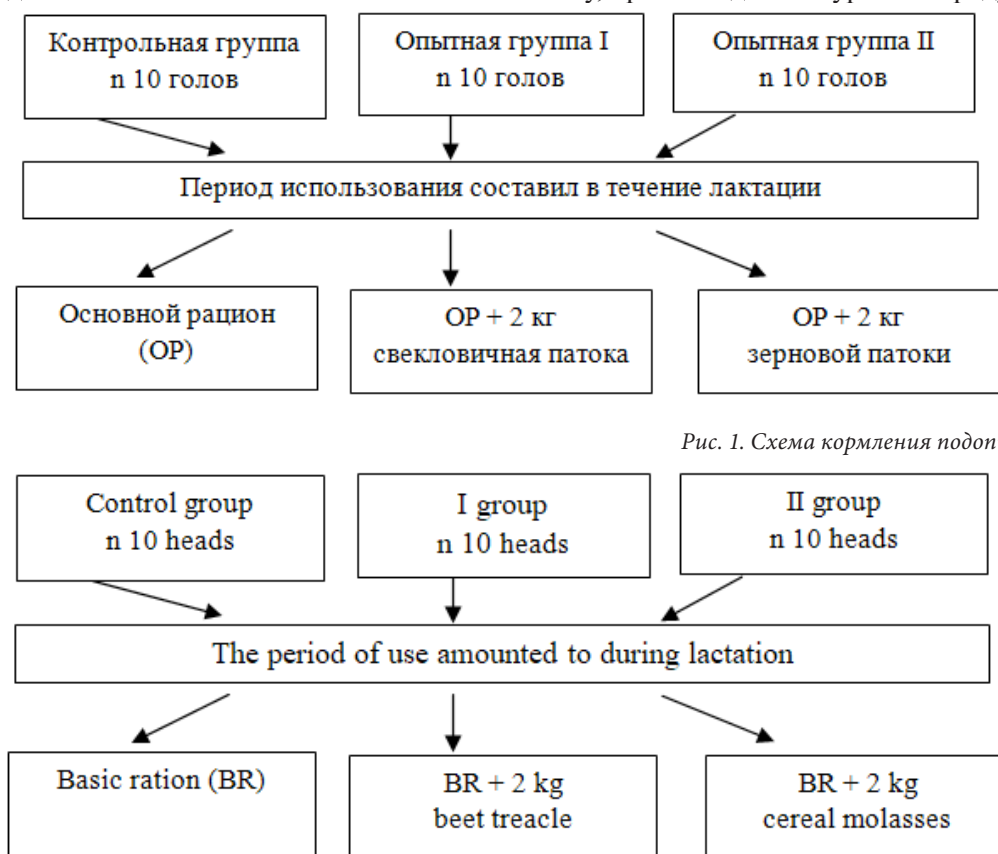 Контрольная группа
n 10 голов
Опытная группа I
n 10 голов
Опытная группа II
n 10 голов
Период использования составил в течение лактации
Основной рацион
(ОР)
ОР + 2 кг
свекловичная патока
ОР + 2 кг
зерновой патоки
Рис. 1. Схема кормления
Control group
n 10 heads
I group
n 10 heads
II group
n 10 heads
The period of use amounted to during lactation
Basic ration (BR)
BR + 2 kg
beet treacle
BR + 2 kg
cereal molasses